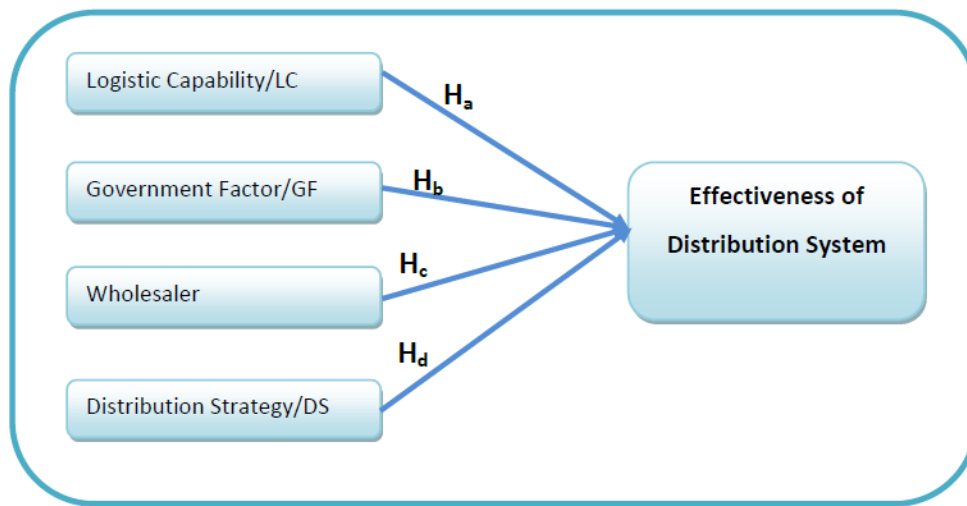 Logistic Capability/LC
Ha
Government Factor/GF
Hb
Effectiveness of
Distribution System
Wholesaler
Hc
Hd
Distribution Strategy/DS